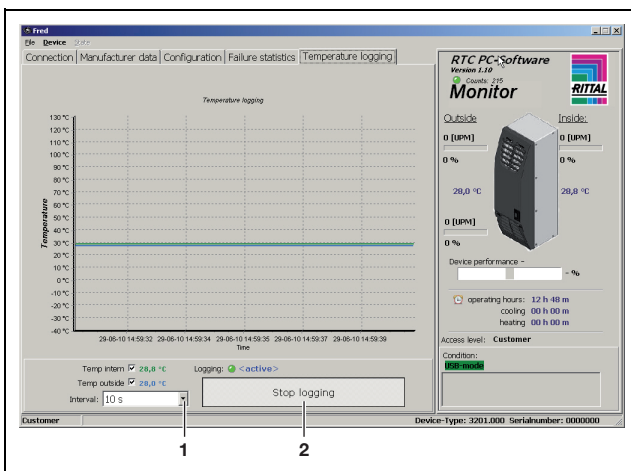 Fred
File Device State
Connection Manufacturer data Configuration Failure statistics Temperature logging
Temperature logging
130 °C
120 °C
110 °C
100 °C
90 °C
80 °C
70 °C
60 °C
50 °C
40 °C
30 °C
20 °C
10 °C
0 °C
-10 °C
-20 °C
-30 °C
-40 °C
Temperature
29-06-10 14:59:32 29-06-10 14:59:34 29-06-10 14:59:35 29-06-10 14:59:37 29-06-10 14:59:39
Time
Temp intern 28,8 °C
Temp outside 28,0 °C
Interval: 10 s
Logging: <active>
Stop logging
RTC PC-Software
Version 1.10
Counts: 215
Monitor
RITTAL
Outside Inside:
0 [UPM] 0 [UPM]
0 % 0 %
28,0 °C 28,8 °C
0 [UPM]
0 %
Device performance -
- %
operating hours: 12 h 48 m
cooling 00 h 00 m
heating 00 h 00 m
Access level: Customer
Condition:
USB-mode
Customer Device-Type: 3201.000 Serialnumber: 0000000
1 2